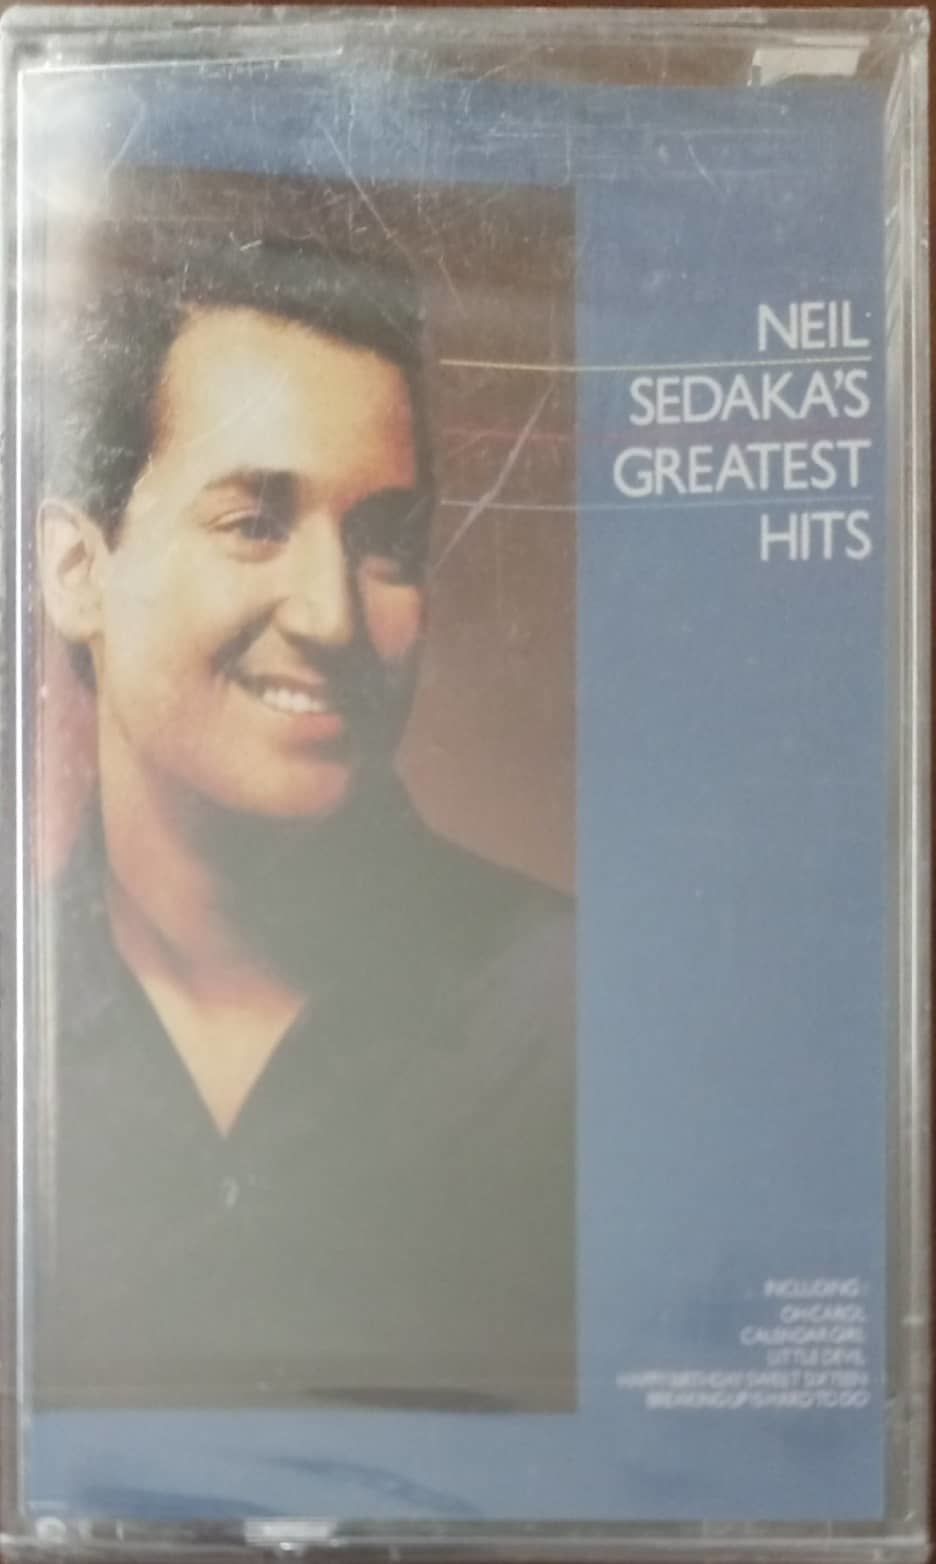 NEIL
SEDAKA'S
GREATEST
HITS
INCLUDING:
OH CAROL
CALENDAR GIRL
LITTLE DEVIL
HAPPY BIRTHDAY SWEET SIXTEEN
BREAKING UP IS HARD TO DO